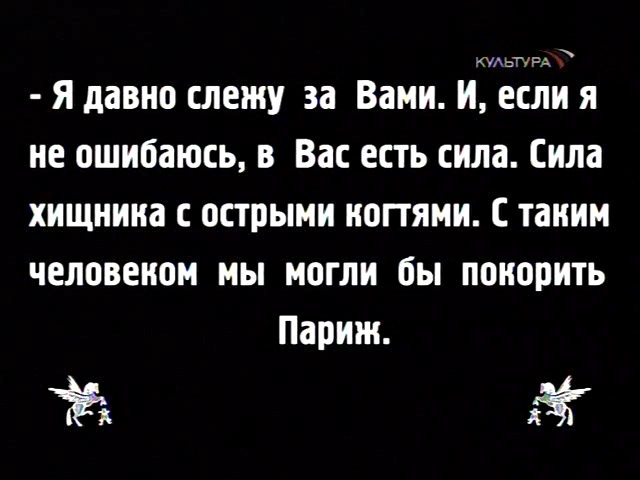 КУЛЬТУРА
- Я давно слежу за Вами. И, если я
не ошибаюсь, в Вас есть сила. Сила
хищника с острыми когтями. С таким
человеком мы могли бы покорить
Париж.